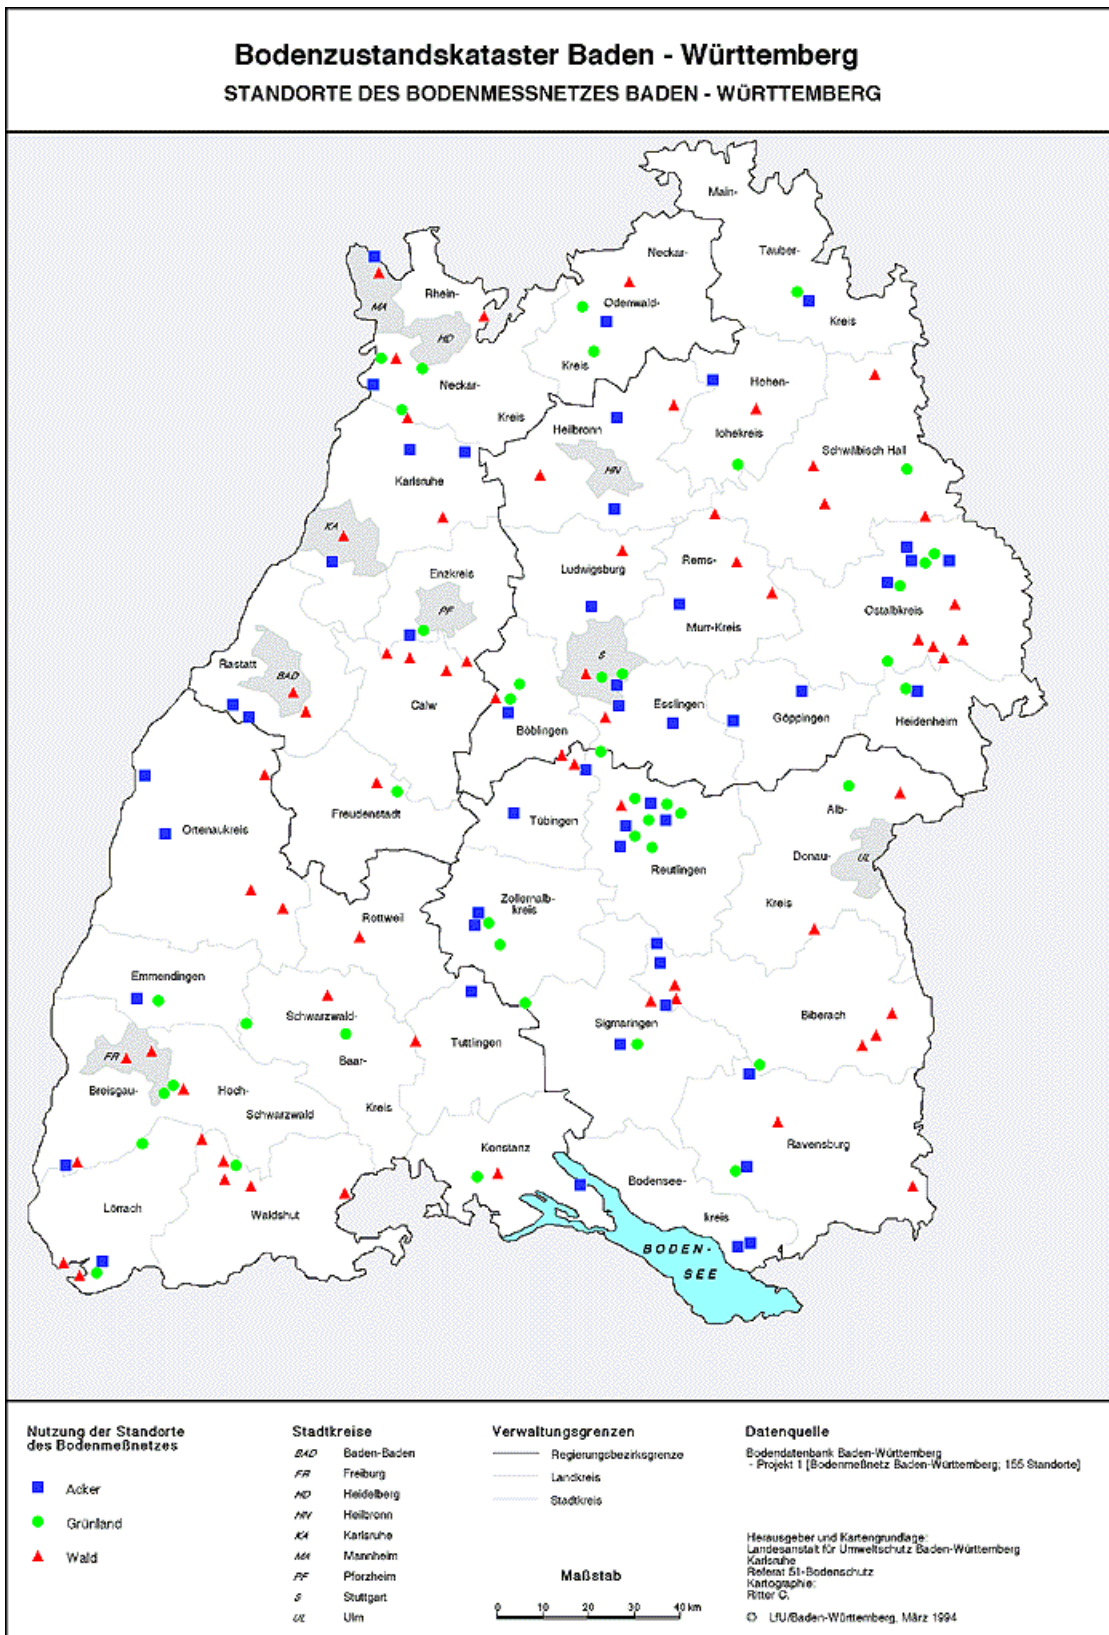 Bodenzustandskataster Baden - Württemberg
STANDORTE DES BODENMESSNETZES BADEN - WÜRTTEMBERG
Main-
Tauber-
Kreis
Neckar-
Odenwald-
Kreis
Rhein-
MA
HD
Neckar-
Kreis
Hohen-
lohekreis
Heilbronn
HN
Schwäbisch Hall
Karlsruhe
KA
Enzkreis
PF
Ludwigsburg
Rems-
Murr-Kreis
Ostalbkreis
Rastatt
BAD
Calw
S
Böblingen
Esslingen
Göppingen
Heidenheim
Freudenstadt
Ortenaukreis
Tübingen
Reutlingen
Alb-
Donau-
Kreis
UL
Zollernalb-
kreis
Rottweil
Emmendingen
Schwarzwald-
Baar-
Kreis
Tuttlingen
Sigmaringen
Biberach
FR
Breisgau-
Hoch-
Schwarzwald
Konstanz
Ravensburg
Bodensee-
kreis
Lörrach
Waldshut
BODEN-
SEE
Nutzung der Standorte
des Bodenmeßnetzes
Acker
Grünland
Wald
Stadtkreise
BAD Baden-Baden
FR Freiburg
HD Heidelberg
HN Heilbronn
KA Karlsruhe
MA Mannheim
PF Pforzheim
S Stuttgart
UL Ulm
Verwaltungsgrenzen
Regierungsbezirksgrenze
Landkreis
Stadtkreis
Maßstab
0 10 20 30 40 km
Datenquelle
Bodendatenbank Baden-Württemberg
- Projekt 1 [Bodenmeßnetz Baden-Württemberg; 155 Standorte]
Herausgeber und Kartengrundlage:
Landesanstalt für Umweltschutz Baden-Württemberg
Karlsruhe
Referat 51-Bodenschutz
Kartographie:
Ritter C.
© LfU/Baden-Württemberg, März 1994